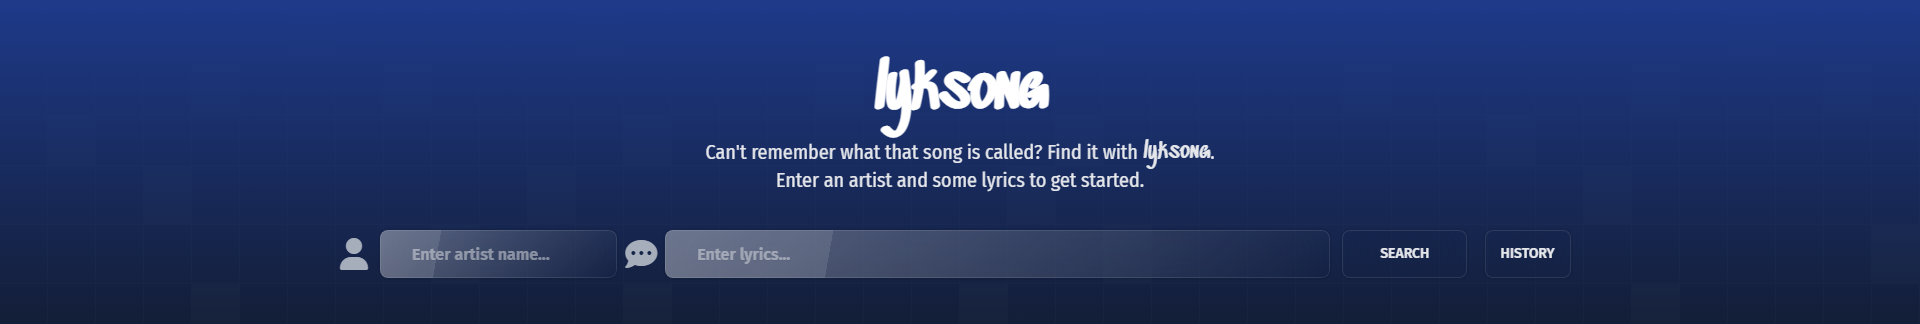 lyksong
Can't remember what that song is called? Find it with lyksong.
Enter an artist and some lyrics to get started.
Enter artist name... Enter lyrics... SEARCH HISTORY